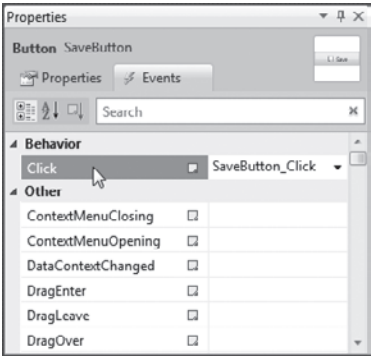 Properties
Button SaveButton
Properties Events
Search
Behavior
Click SaveButton_Click
Other
ContextMenuClosing
ContextMenuOpening
DataContextChanged
DragEnter
DragLeave
DragOver